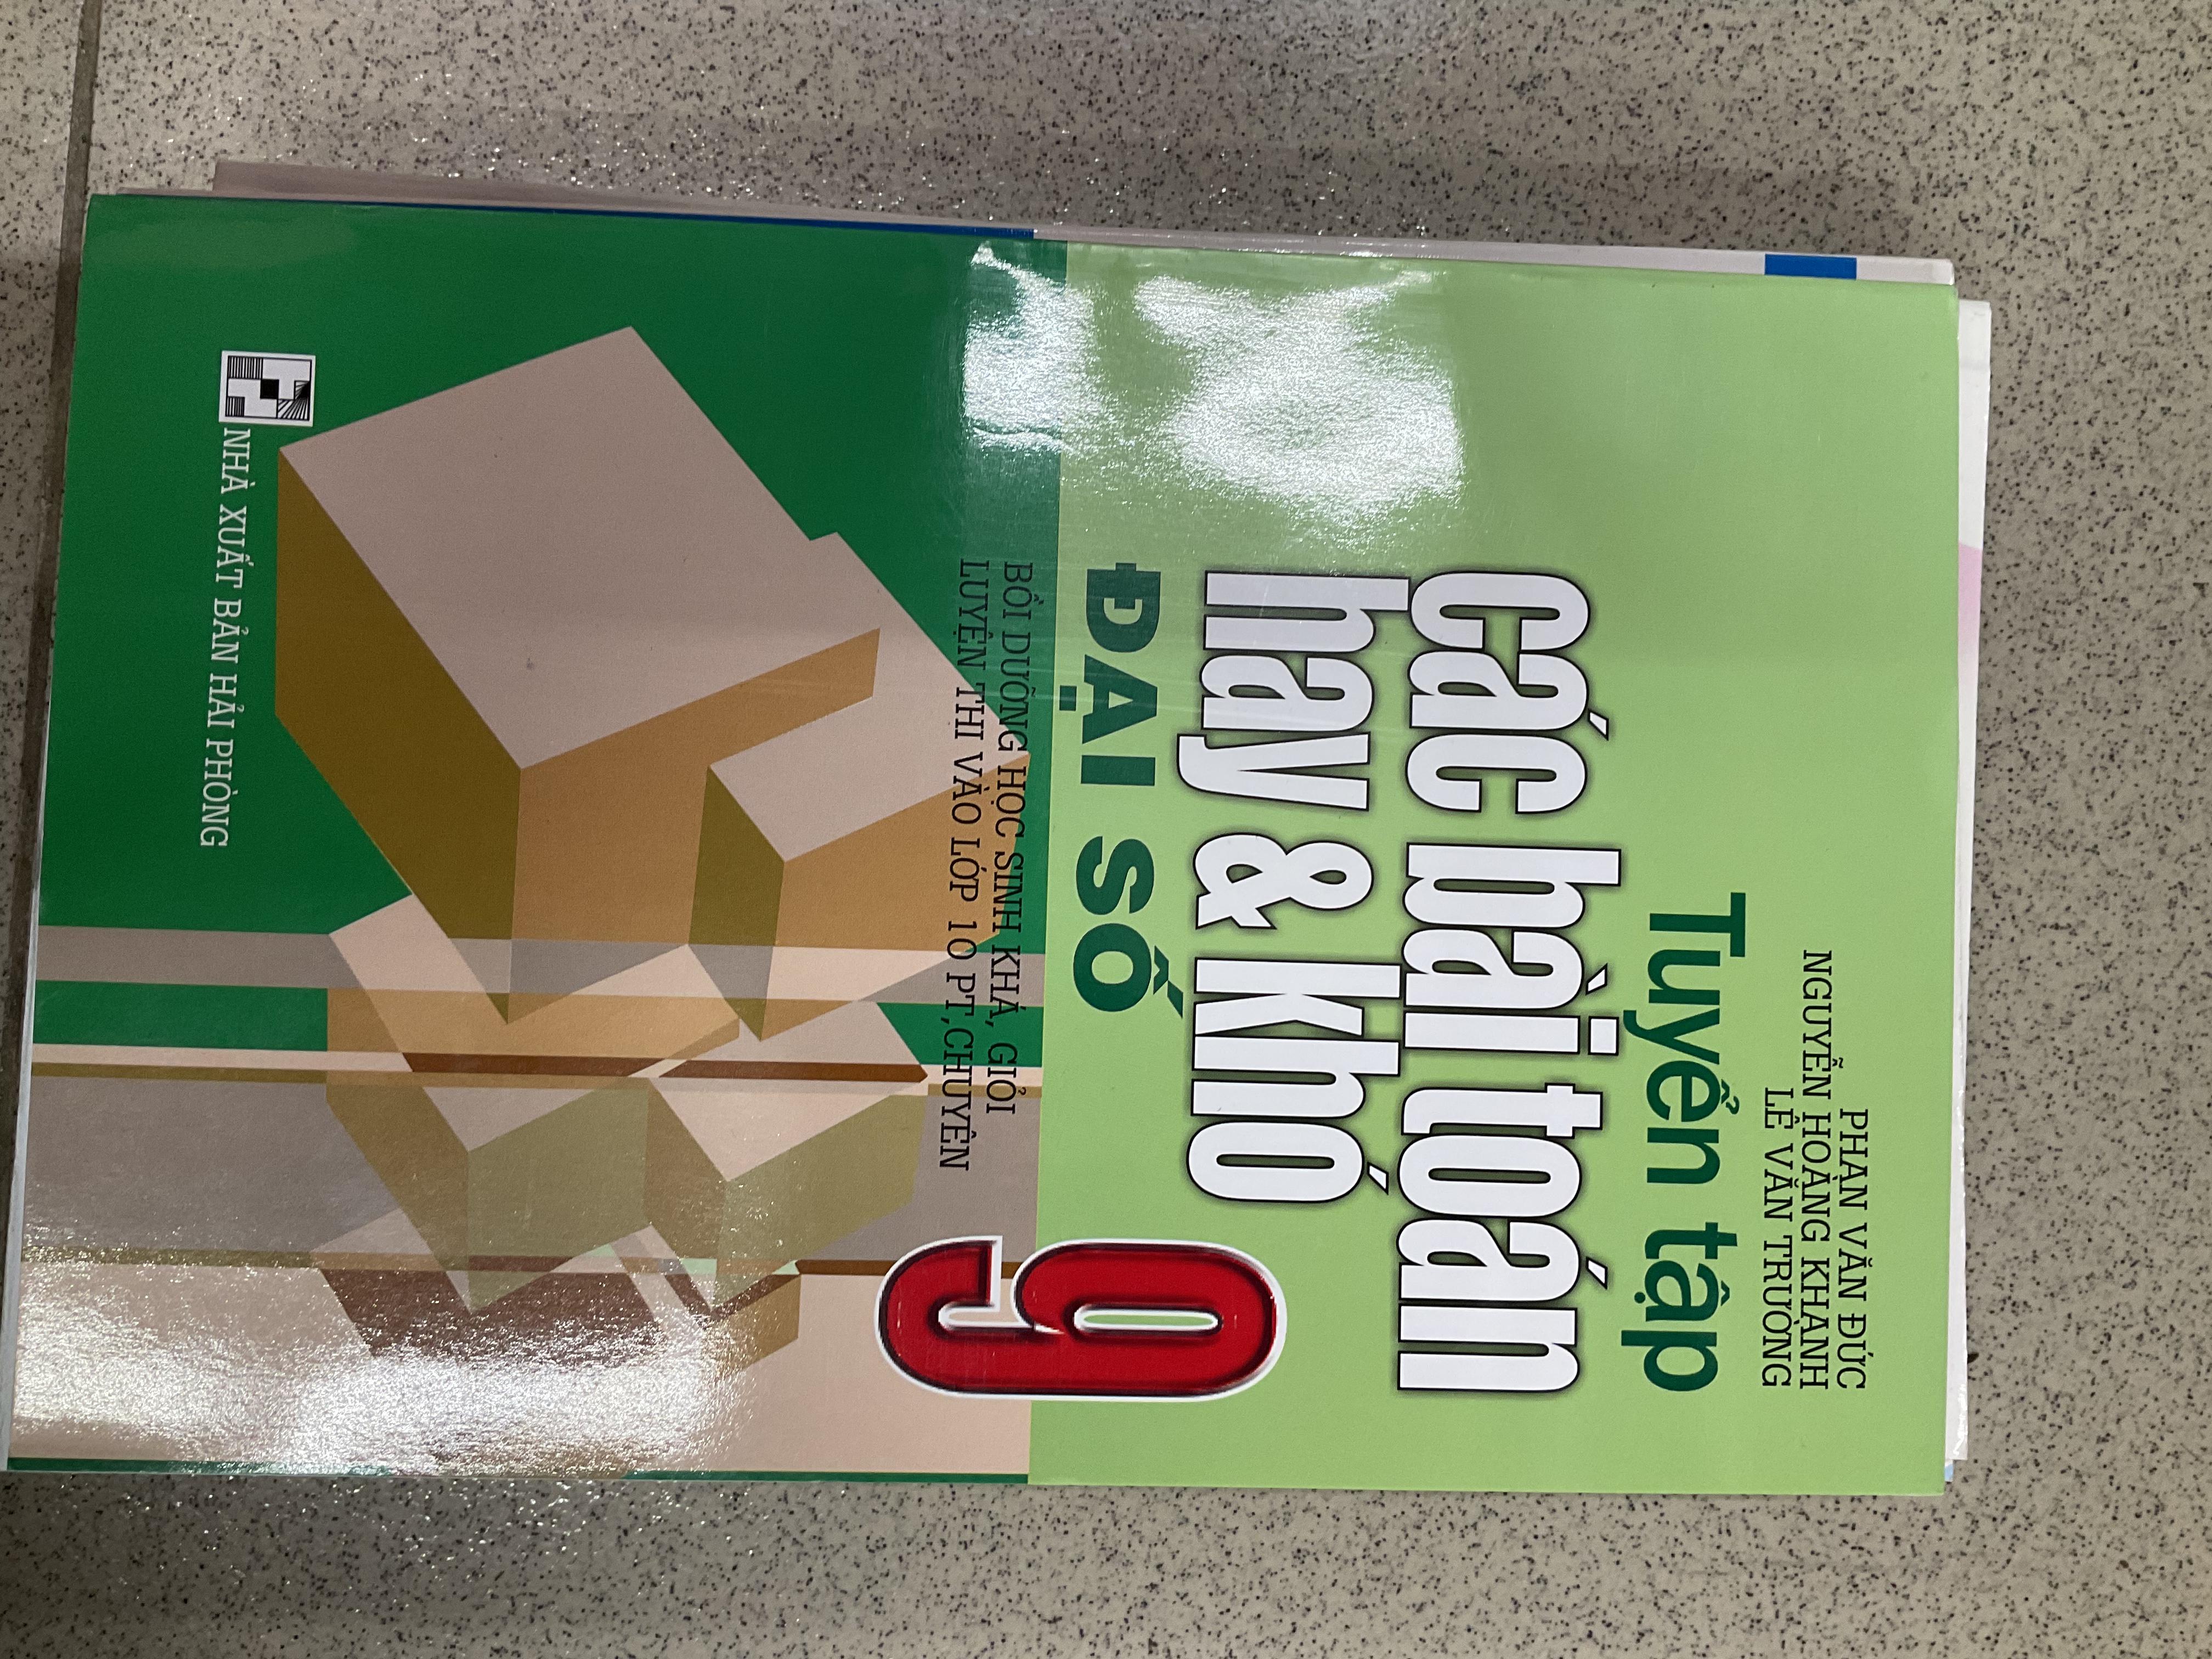 PHAN VĂN ĐỨC
NGUYỄN HOÀNG KHANH
LÊ VĂN TRƯỜNG
Tuyển tập
các bài toán
hay & khó
9
ĐẠI SỐ
BỒI DƯỠNG HỌC SINH KHÁ, GIỎI
LUYỆN THI VÀO LỚP 10 PT,CHUYÊN
NHÀ XUẤT BẢN HẢI PHÒNG